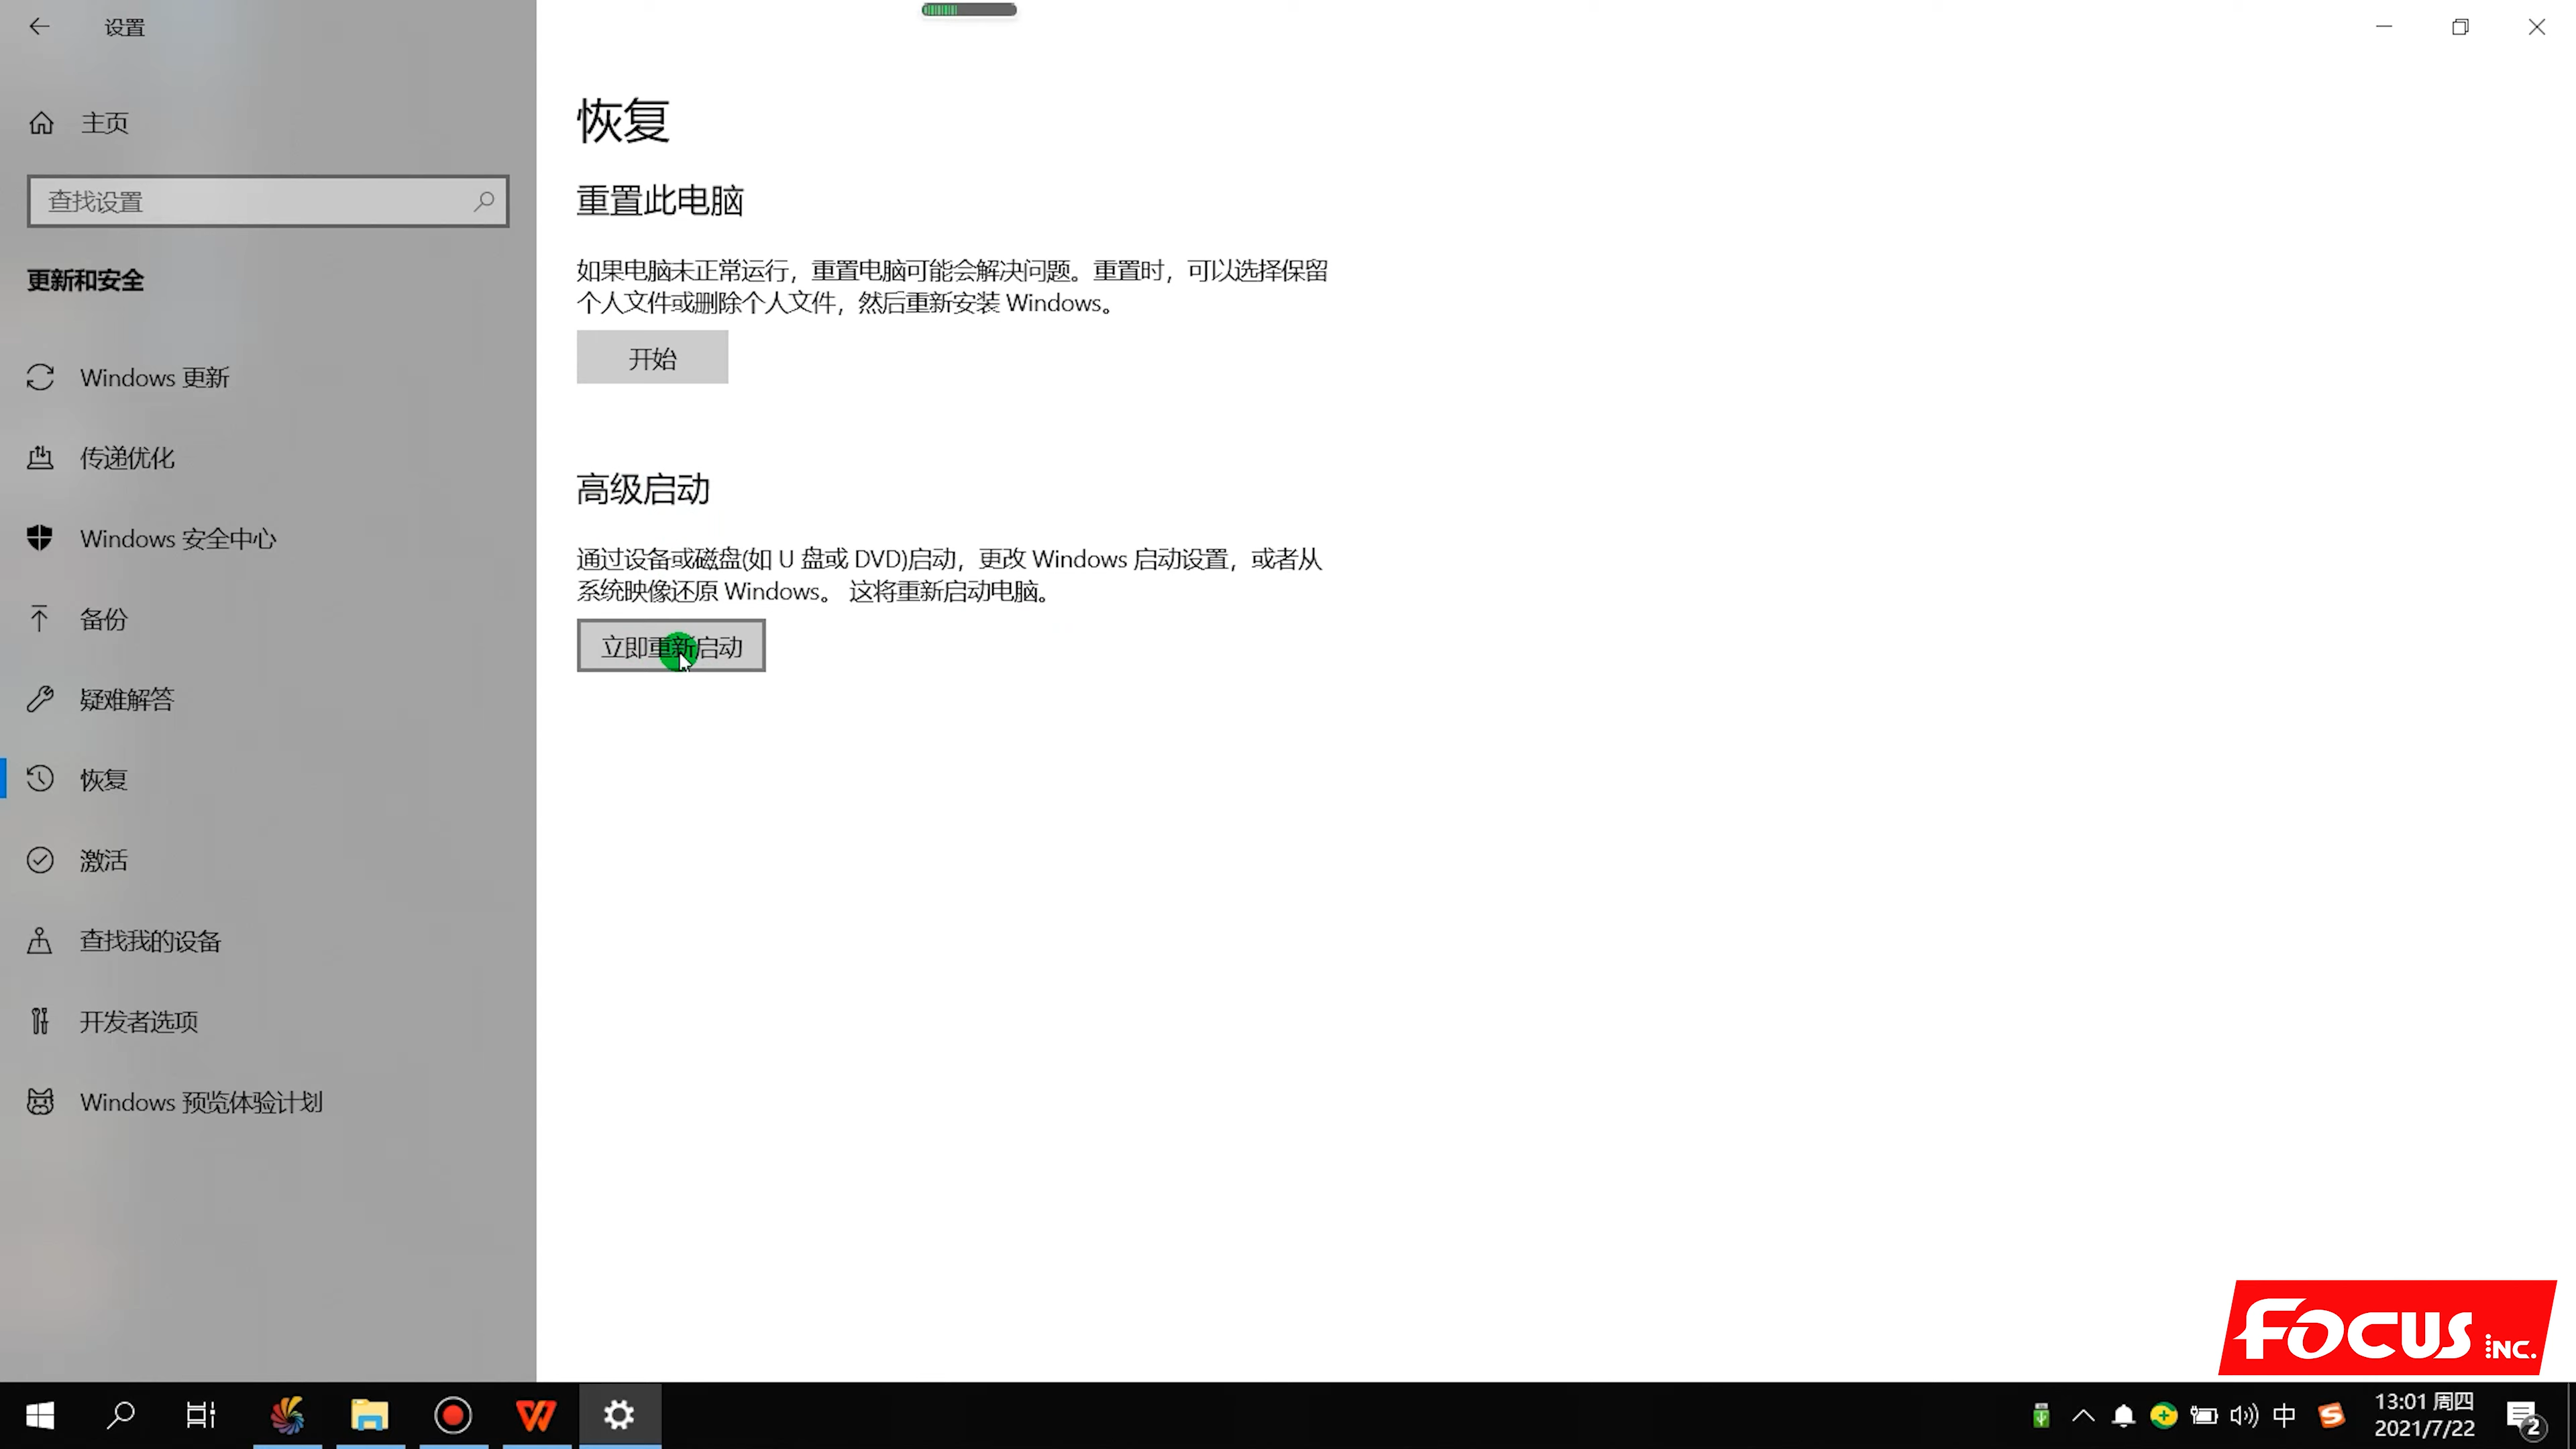 设置
主页
查找设置
更新和安全
Windows 更新
传递优化
Windows 安全中心
备份
疑难解答
恢复
激活
查找我的设备
开发者选项
Windows 预览体验计划
恢复
重置此电脑
如果电脑未正常运行，重置电脑可能会解决问题。重置时，可以选择保留
个人文件或删除个人文件，然后重新安装 Windows。
开始
高级启动
通过设备或磁盘(如 U 盘或 DVD)启动，更改 Windows 启动设置，或者从
系统映像还原 Windows。 这将重新启动电脑。
立即重新启动
FOCUS INC.
中
13:01 周四
2021/7/22
2